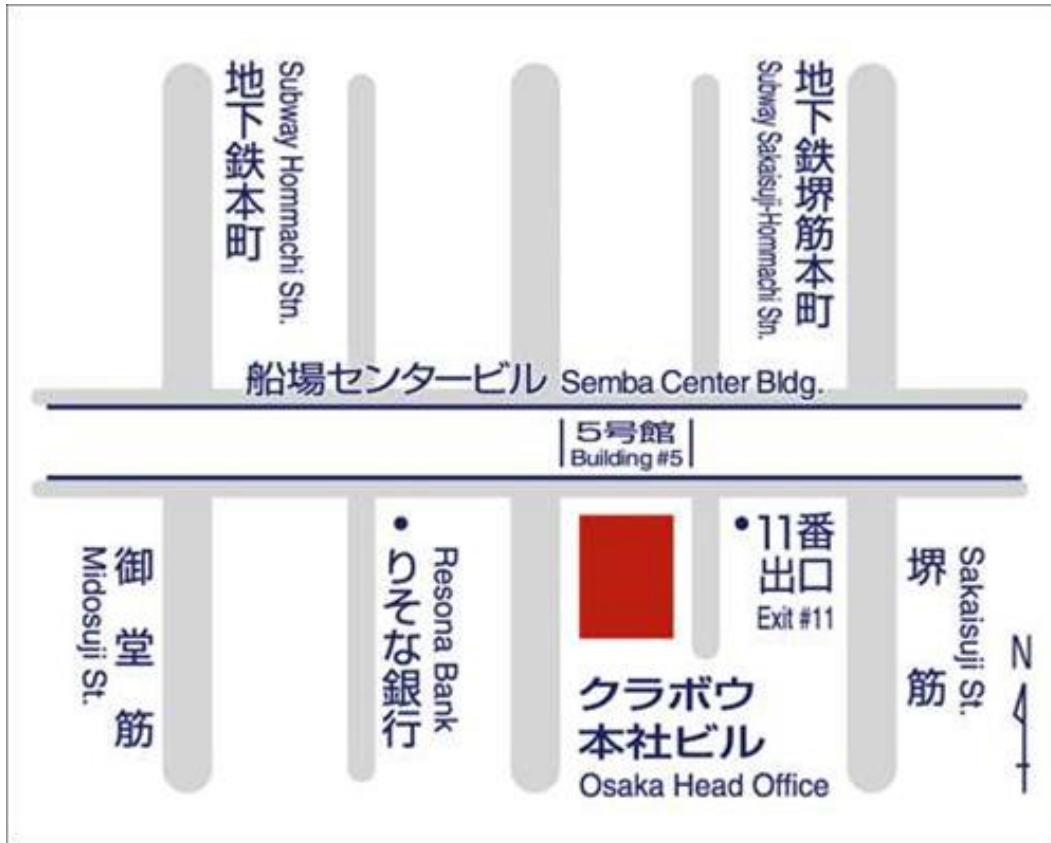 地下鉄本町
Subway Hommachi Stn.
地下鉄堺筋本町
Subway Sakaisuji-Hommachi Stn.
船場センタービル Semba Center Bldg.
5号館
Building #5
御堂筋
Midosuji St.
りそな銀行
Resona Bank
11番
出口
Exit #11
堺筋
Sakaisuji St.
N
クラボウ
本社ビル
Osaka Head Office